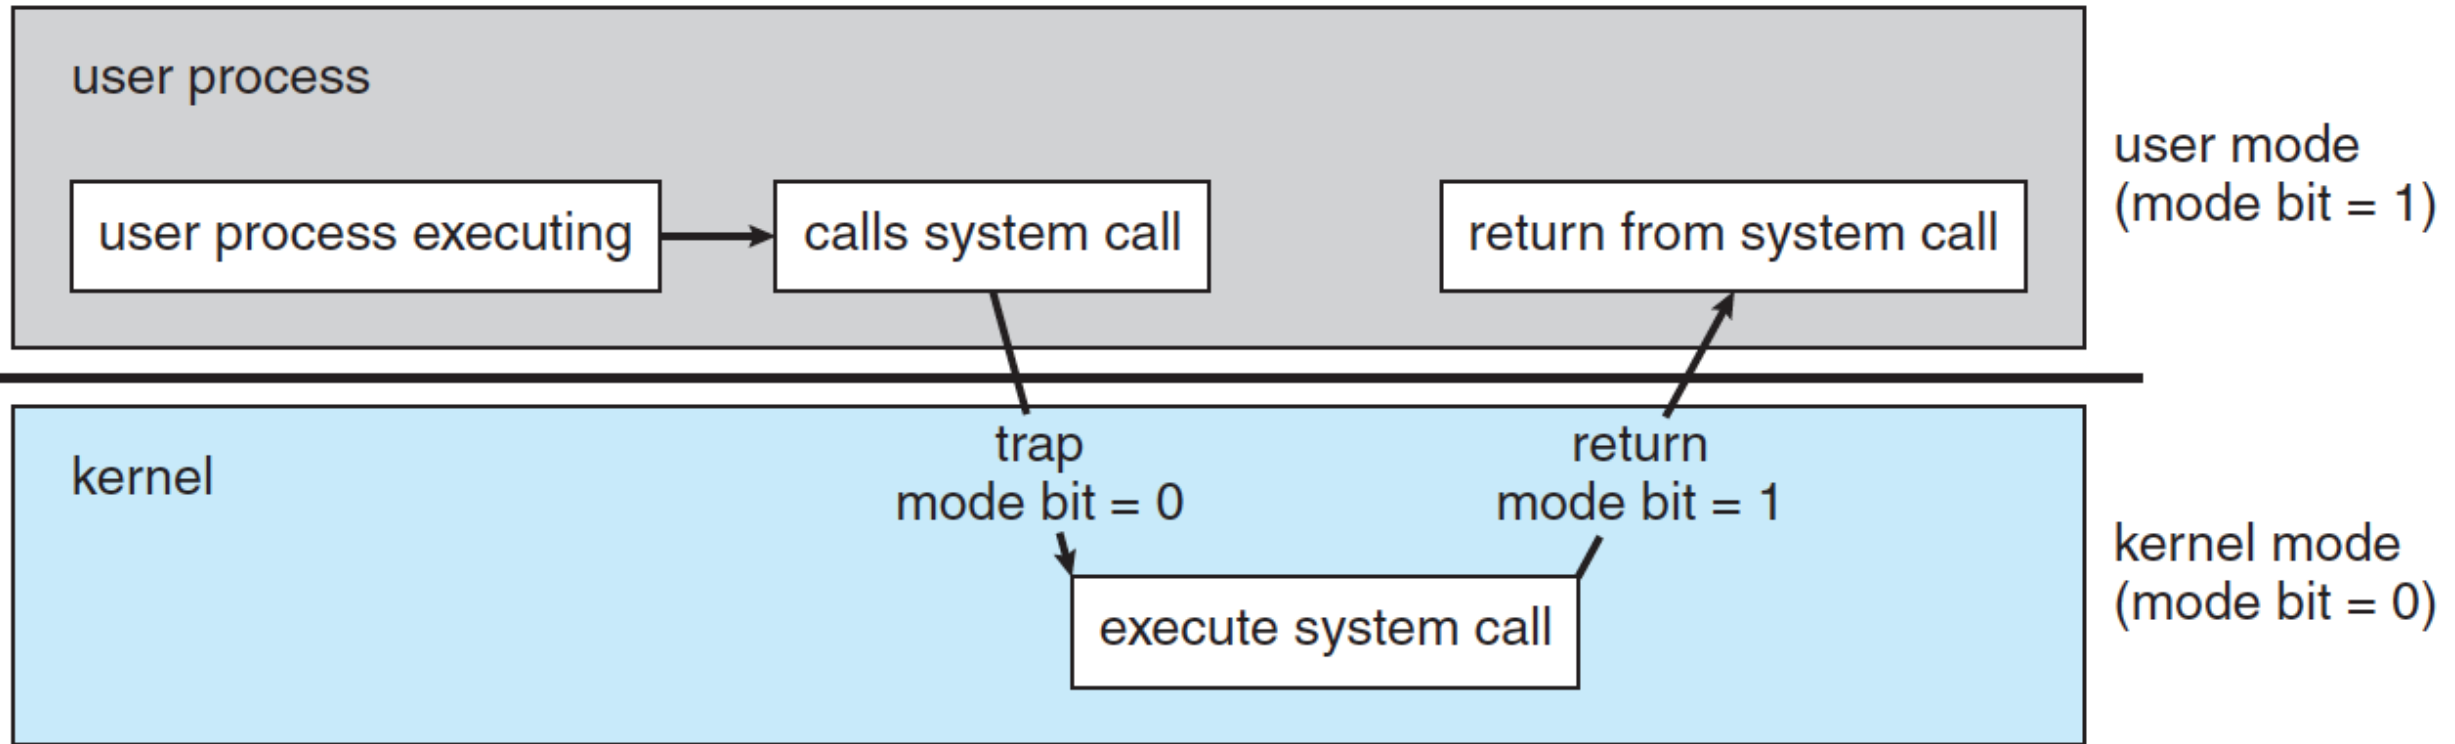 user process
user process executing
calls system call
return from system call
user mode
(mode bit = 1)
kernel
trap
mode bit = 0
return
mode bit = 1
execute system call
kernel mode
(mode bit = 0)